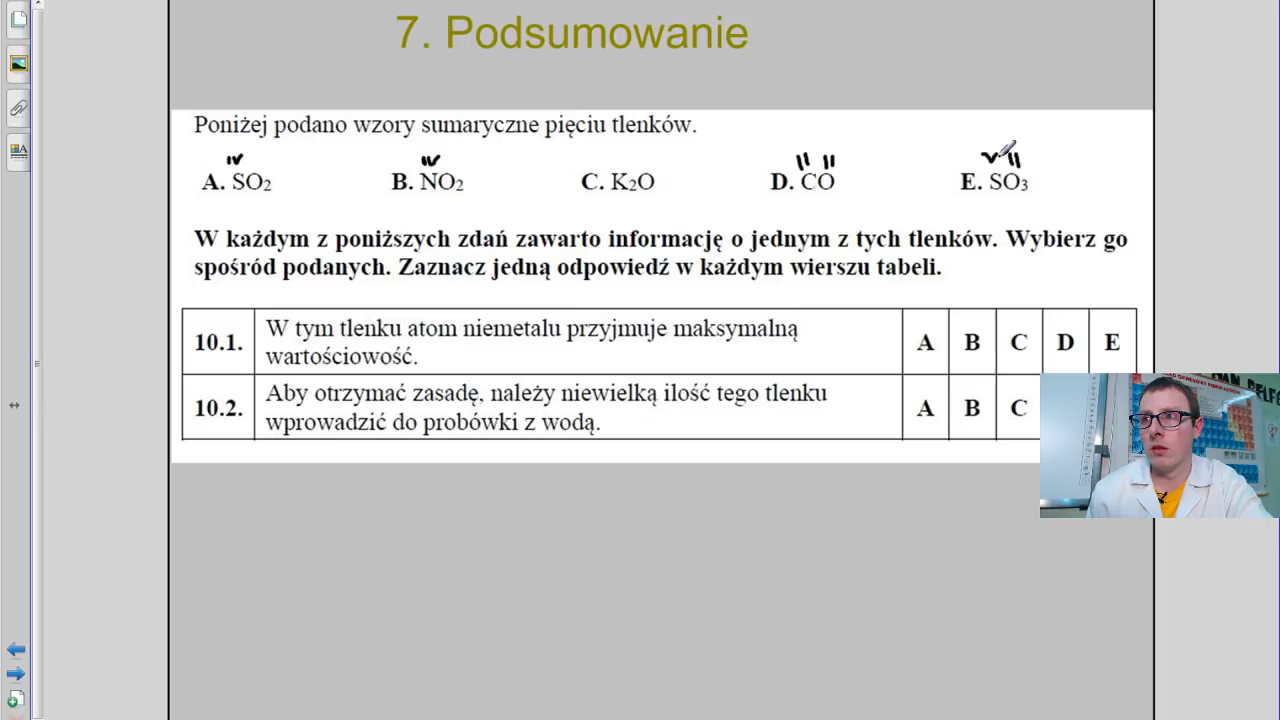 7. Podsumowanie
Poniżej podano wzory sumaryczne pięciu tlenków.
IV IV II II V II
A. SO₂ B. NO₂ C. K₂O D. CO E. SO₃
W każdym z poniższych zdań zawarto informację o jednym z tych tlenków. Wybierz go
spośród podanych. Zaznacz jedną odpowiedź w każdym wierszu tabeli.
10.1. W tym tlenku atom niemetalu przyjmuje maksymalną
wartościowość. A B C D E
10.2. Aby otrzymać zasadę, należy niewielką ilość tego tlenku
wprowadzić do probówki z wodą. A B C